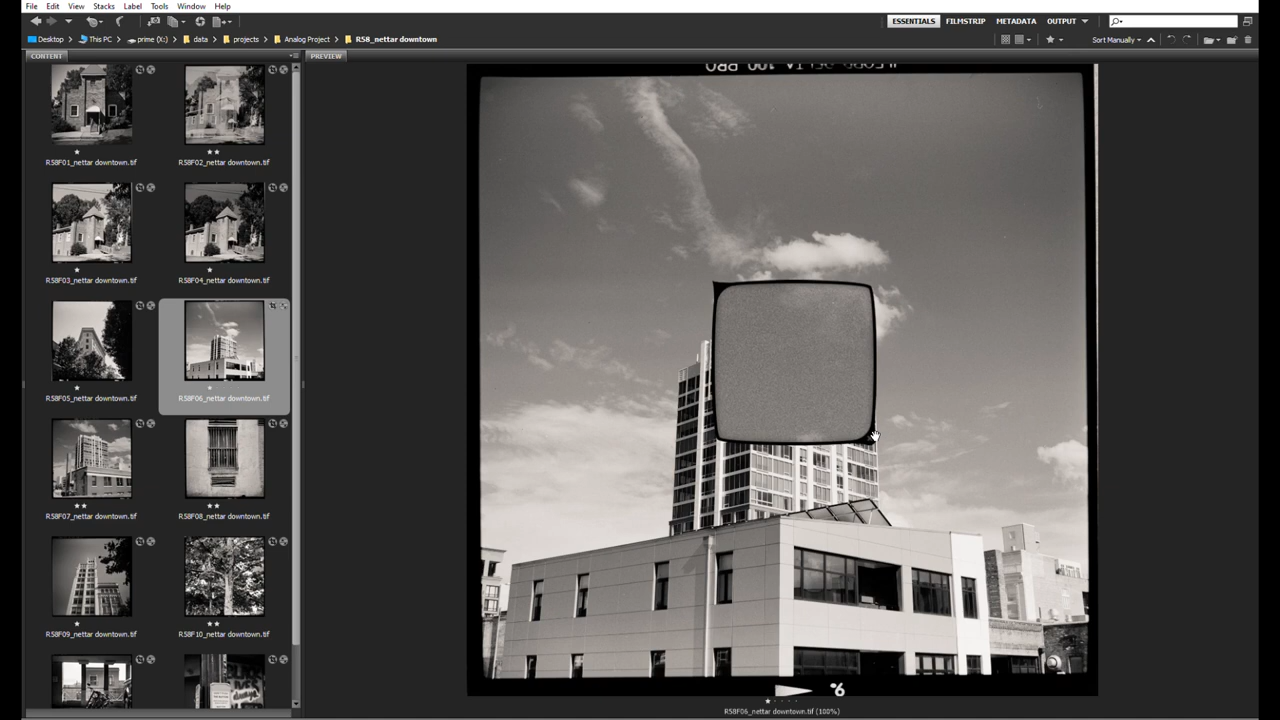 File Edit View Stacks Label Tools Window Help
ESSENTIALS FILMSTRIP METADATA OUTPUT
Desktop This PC prime (X:) data projects Analog Project R58_nettar downtown
Sort Manually
CONTENT
PREVIEW
R58F01_nettar downtown.tif
R58F02_nettar downtown.tif
R58F03_nettar downtown.tif
R58F04_nettar downtown.tif
R58F05_nettar downtown.tif
R58F06_nettar downtown.tif
R58F07_nettar downtown.tif
R58F08_nettar downtown.tif
R58F09_nettar downtown.tif
R58F10_nettar downtown.tif
R58F06_nettar downtown.tif (100%)